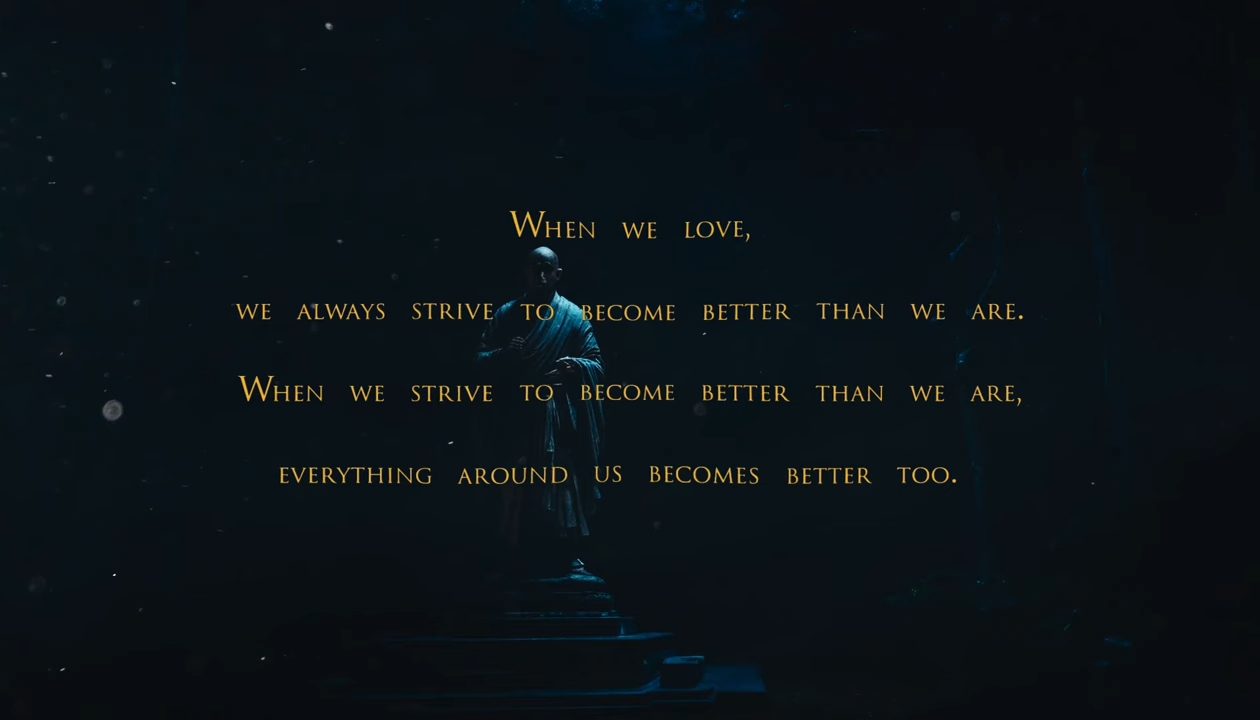 When we love,
we always strive to become better than we are.
When we strive to become better than we are,
everything around us becomes better too.